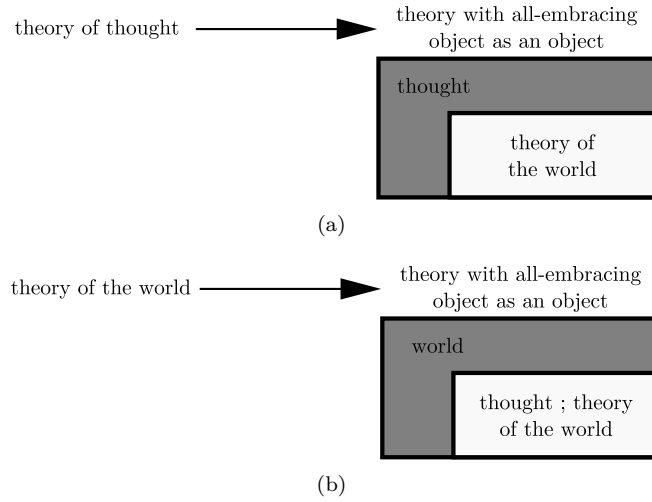 theory of thought
theory with all-embracing
object as an object
thought
theory of
the world
(a)
theory of the world
theory with all-embracing
object as an object
world
thought ; theory
of the world
(b)